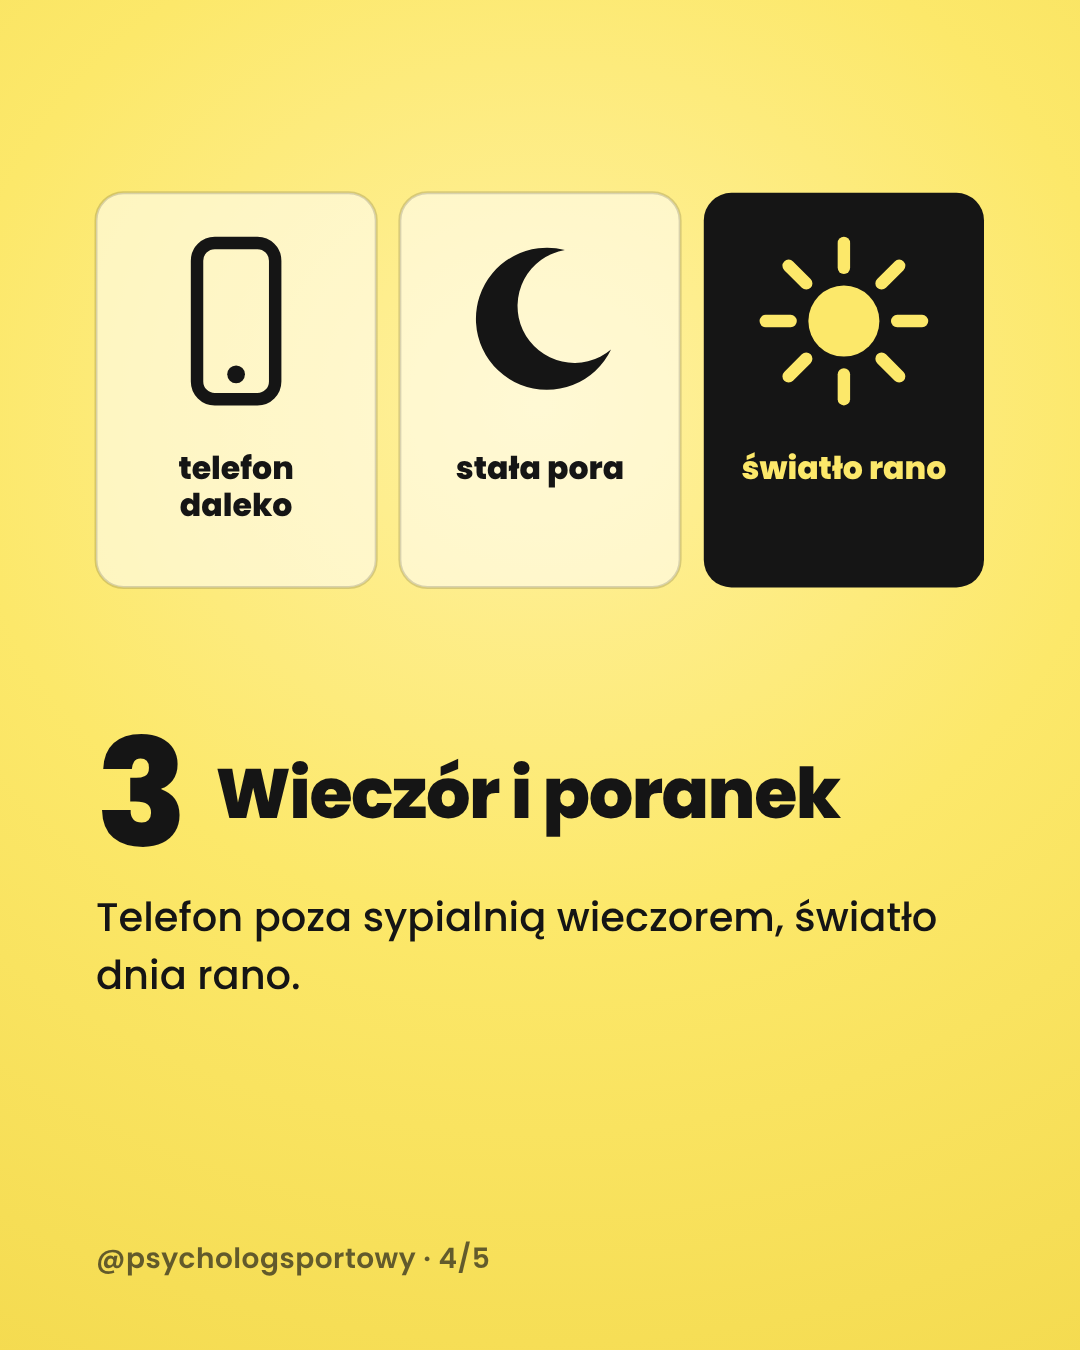 telefon
daleko
stała pora
światło rano
3 Wieczór i poranek
Telefon poza sypialnią wieczorem, światło
dnia rano.
@psychologsportowy · 4/5